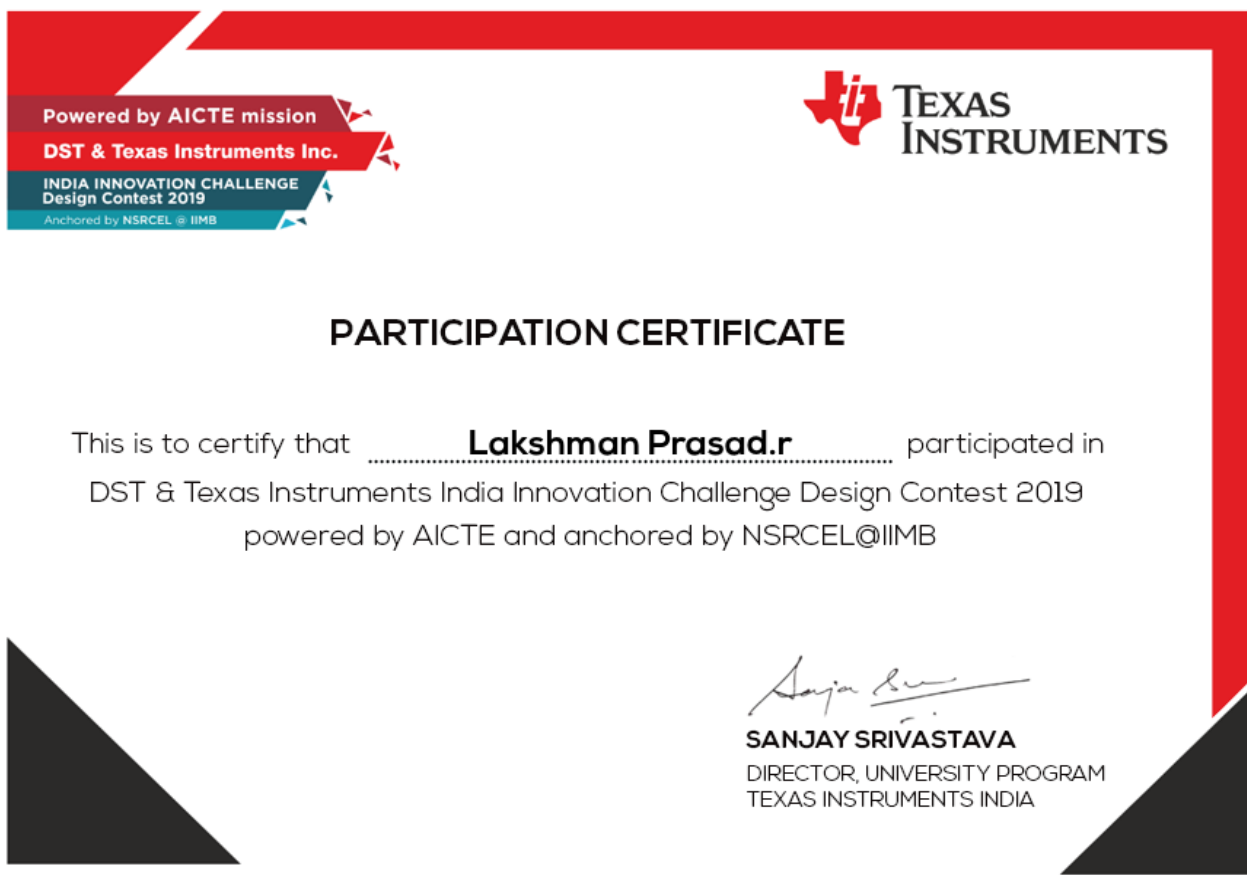 Powered by AICTE mission
DST & Texas Instruments Inc.
INDIA INNOVATION CHALLENGE
Design Contest 2019
Anchored by NSRCEL @ IIMB
TEXAS
INSTRUMENTS
PARTICIPATION CERTIFICATE
This is to certify that Lakshman Prasad.r participated in
DST & Texas Instruments India Innovation Challenge Design Contest 2019
powered by AICTE and anchored by NSRCEL@IIMB
SANJAY SRIVASTAVA
DIRECTOR, UNIVERSITY PROGRAM
TEXAS INSTRUMENTS INDIA